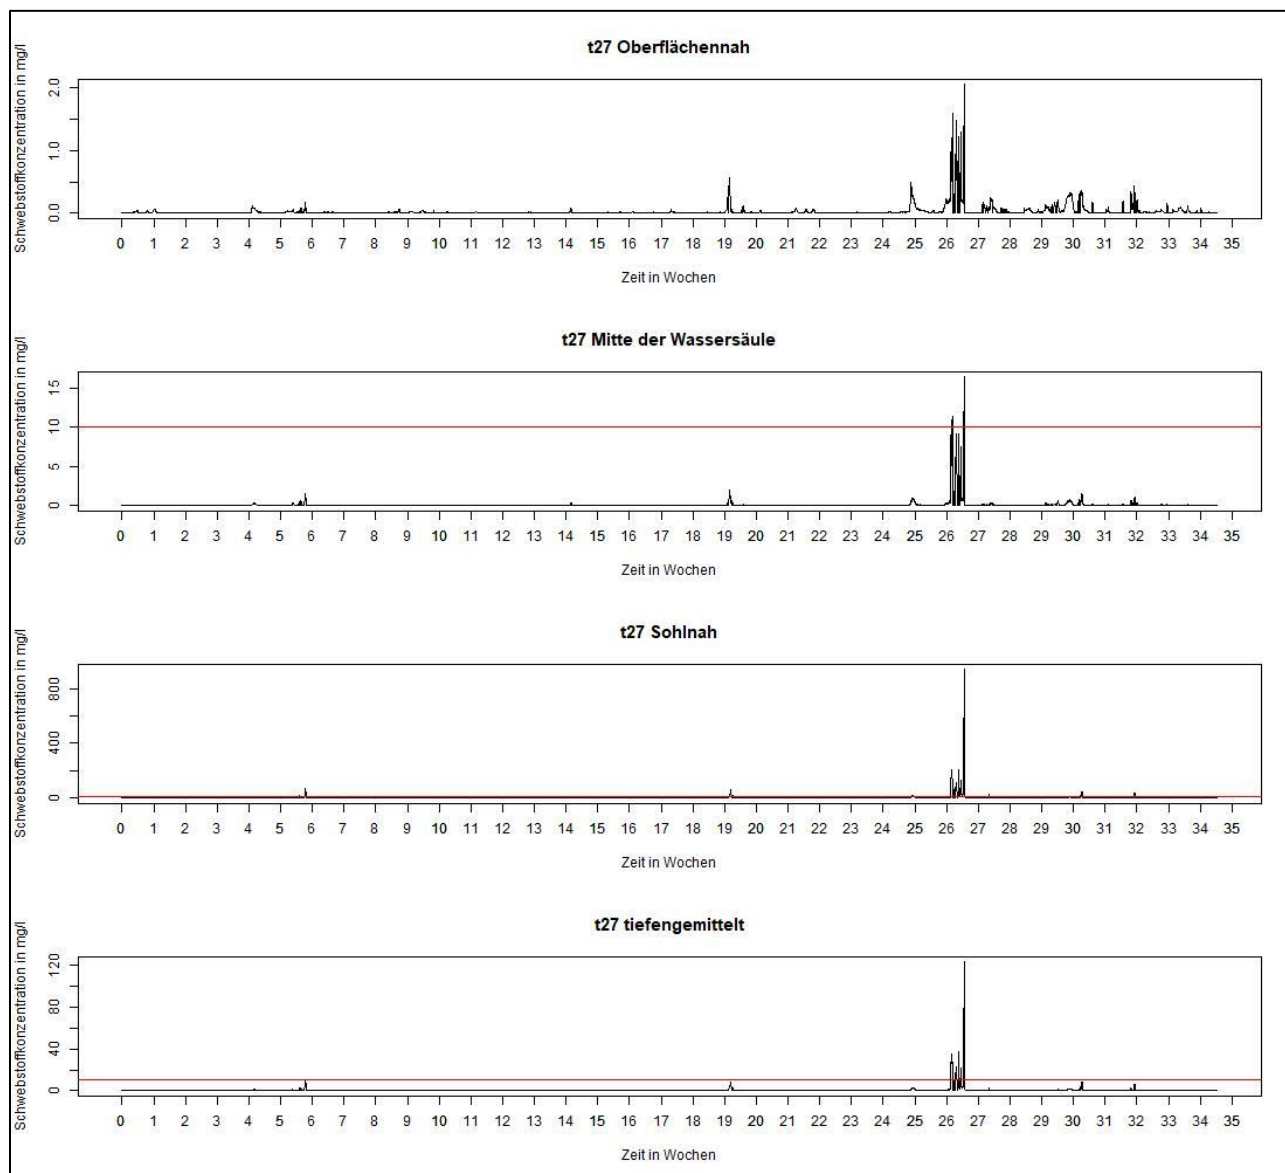 t27 Oberflächennah
Schwebstoffkonzentration in mg/l
0.0 1.0 2.0
0 1 2 3 4 5 6 7 8 9 10 11 12 13 14 15 16 17 18 19 20 21 22 23 24 25 26 27 28 29 30 31 32 33 34 35
Zeit in Wochen
t27 Mitte der Wassersäule
Schwebstoffkonzentration in mg/l
0 5 10 15
0 1 2 3 4 5 6 7 8 9 10 11 12 13 14 15 16 17 18 19 20 21 22 23 24 25 26 27 28 29 30 31 32 33 34 35
Zeit in Wochen
t27 Sohlnah
Schwebstoffkonzentration in mg/l
0 400 800
0 1 2 3 4 5 6 7 8 9 10 11 12 13 14 15 16 17 18 19 20 21 22 23 24 25 26 27 28 29 30 31 32 33 34 35
Zeit in Wochen
t27 tiefengemittelt
Schwebstoffkonzentration in mg/l
0 40 80 120
0 1 2 3 4 5 6 7 8 9 10 11 12 13 14 15 16 17 18 19 20 21 22 23 24 25 26 27 28 29 30 31 32 33 34 35
Zeit in Wochen